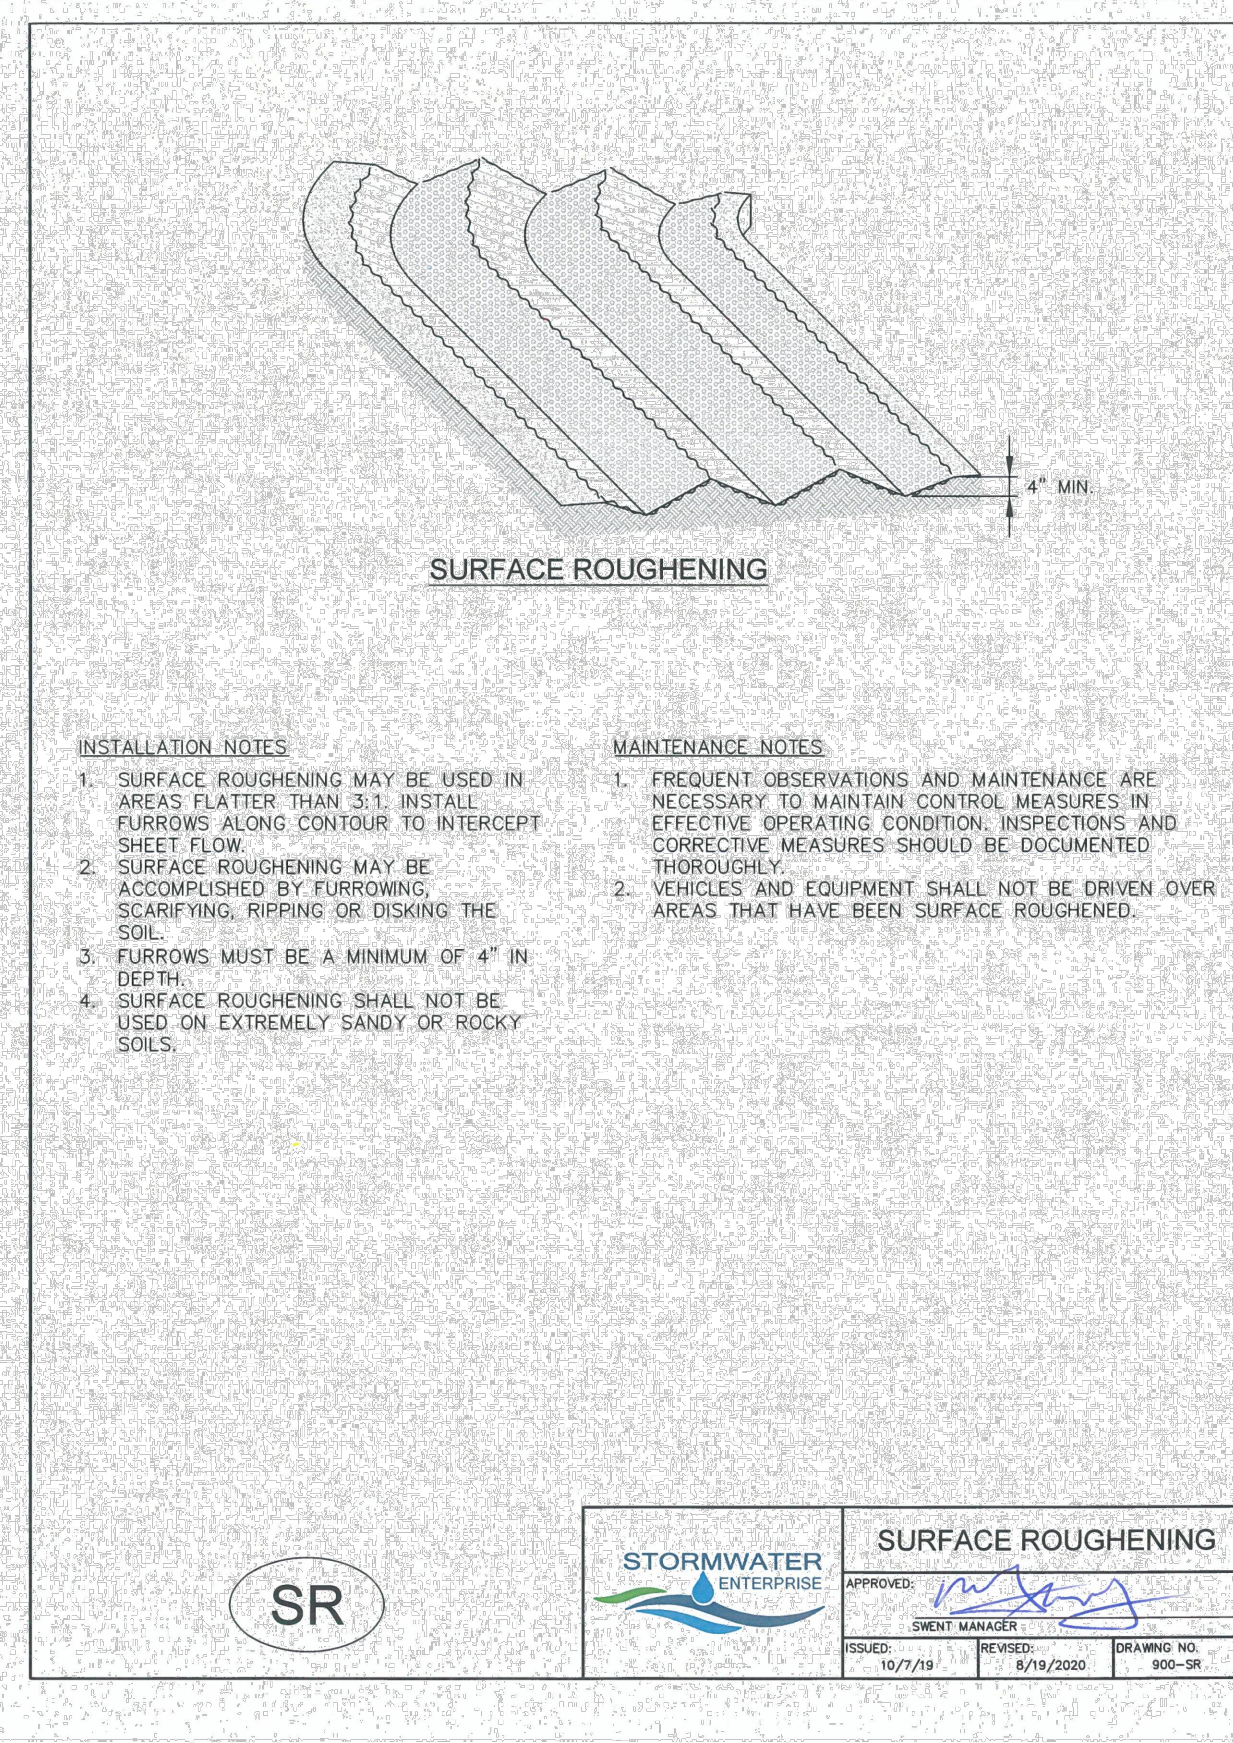 4" MIN.
SURFACE ROUGHENING
INSTALLATION NOTES
1. SURFACE ROUGHENING MAY BE USED IN
AREAS FLATTER THAN 3:1. INSTALL
FURROWS ALONG CONTOUR TO INTERCEPT
SHEET FLOW.
2. SURFACE ROUGHENING MAY BE
ACCOMPLISHED BY FURROWING,
SCARIFYING, RIPPING OR DISKING THE
SOIL.
3. FURROWS MUST BE A MINIMUM OF 4" IN
DEPTH.
4. SURFACE ROUGHENING SHALL NOT BE
USED ON EXTREMELY SANDY OR ROCKY
SOILS.
MAINTENANCE NOTES
1. FREQUENT OBSERVATIONS AND MAINTENANCE ARE
NECESSARY TO MAINTAIN CONTROL MEASURES IN
EFFECTIVE OPERATING CONDITION. INSPECTIONS AND
CORRECTIVE MEASURES SHOULD BE DOCUMENTED
THOROUGHLY.
2. VEHICLES AND EQUIPMENT SHALL NOT BE DRIVEN OVER
AREAS THAT HAVE BEEN SURFACE ROUGHENED.
SR
STORMWATER
ENTERPRISE
SURFACE ROUGHENING
APPROVED:
SWENT MANAGER
ISSUED:
10/7/19
REVISED:
8/19/2020
DRAWING NO.
900-SR